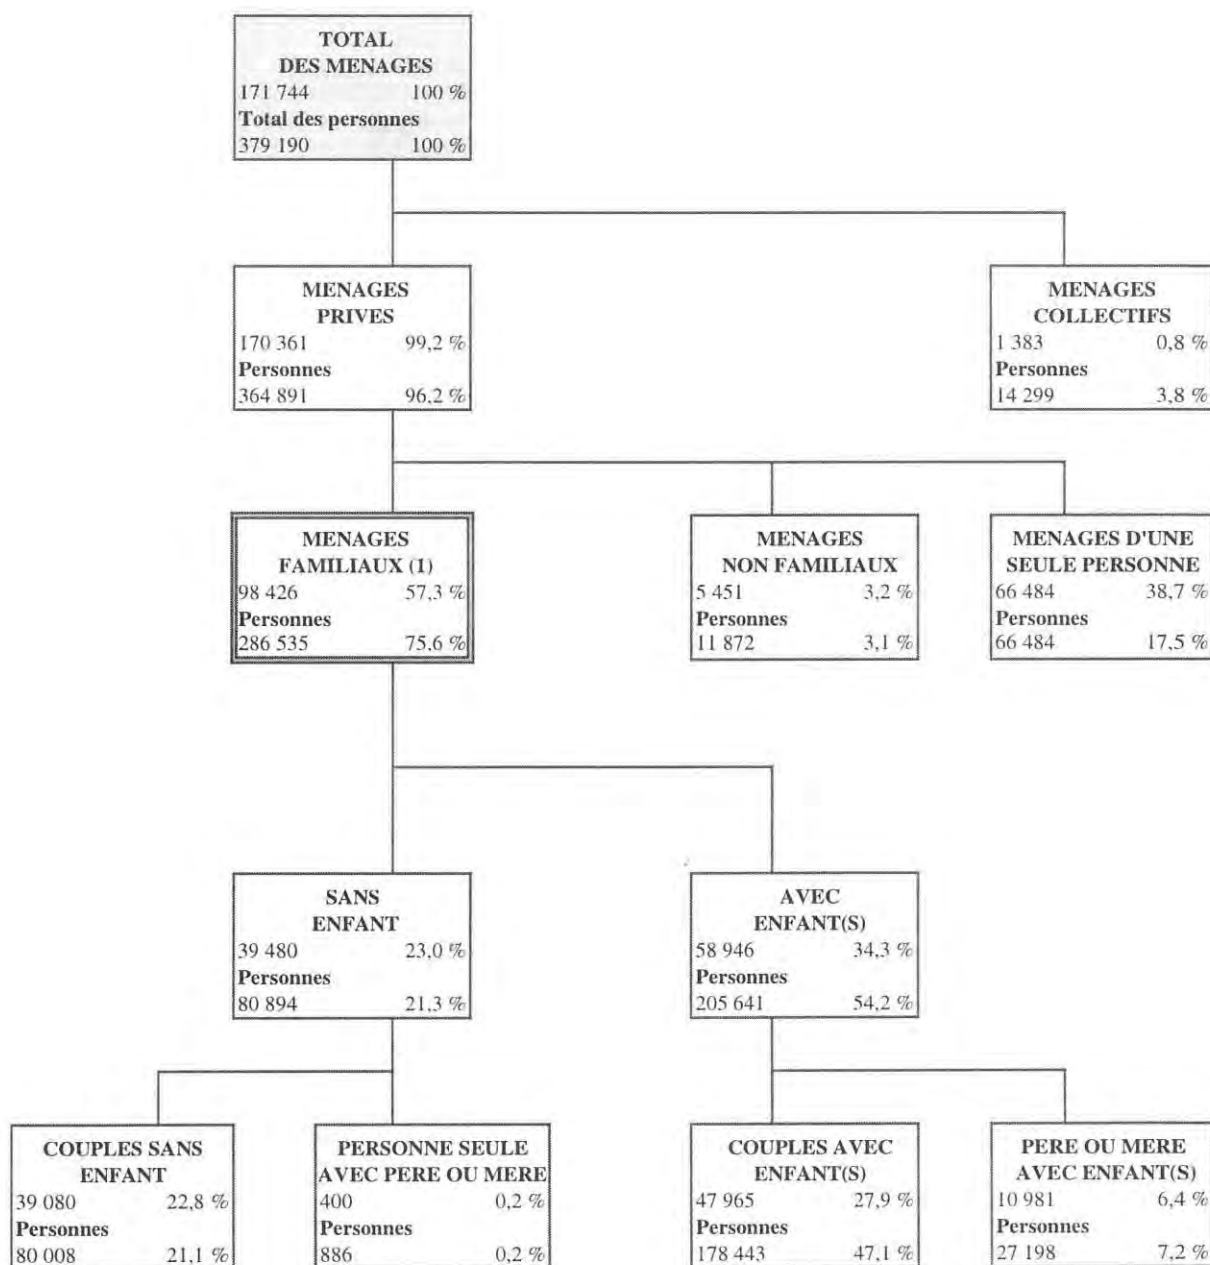 TOTAL
DES MENAGES
171 744 100 %
Total des personnes
379 190 100 %
MENAGES
PRIVES
170 361 99,2 %
Personnes
364 891 96,2 %
MENAGES
COLLECTIFS
1 383 0,8 %
Personnes
14 299 3,8 %
MENAGES
FAMILIAUX (1)
98 426 57,3 %
Personnes
286 535 75,6 %
MENAGES
NON FAMILIAUX
5 451 3,2 %
Personnes
11 872 3,1 %
MENAGES D'UNE
SEULE PERSONNE
66 484 38,7 %
Personnes
66 484 17,5 %
SANS
ENFANT
39 480 23,0 %
Personnes
80 894 21,3 %
AVEC
ENFANT(S)
58 946 34,3 %
Personnes
205 641 54,2 %
COUPLES SANS
ENFANT
39 080 22,8 %
Personnes
80 008 21,1 %
PERSONNE SEULE
AVEC PERE OU MERE
400 0,2 %
Personnes
886 0,2 %
COUPLES AVEC
ENFANT(S)
47 965 27,9 %
Personnes
178 443 47,1 %
PERE OU MERE
AVEC ENFANT(S)
10 981 6,4 %
Personnes
27 198 7,2 %